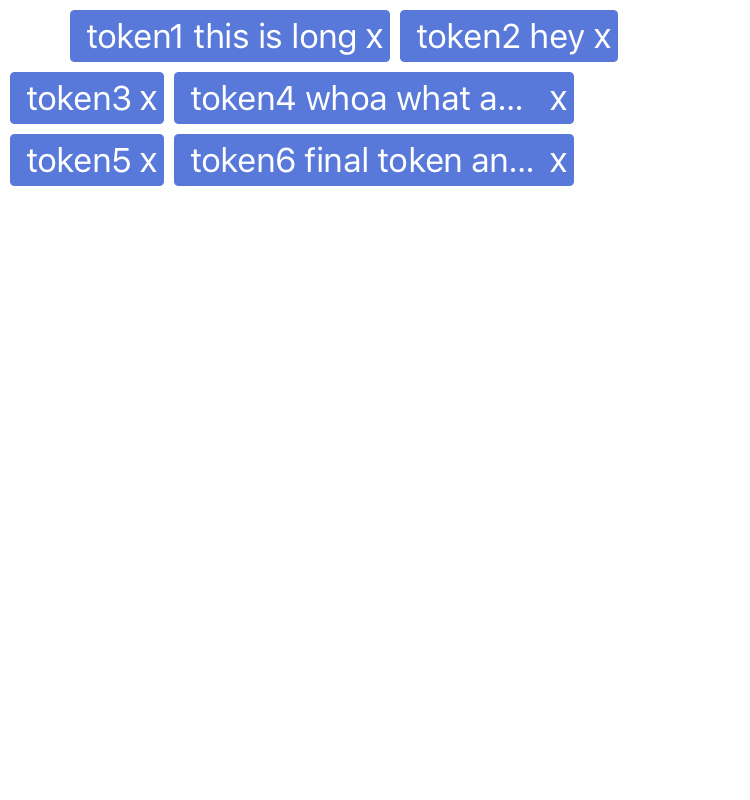 token1 this is long x token2 hey x
token3 x token4 whoa what a... x
token5 x token6 final token an... x